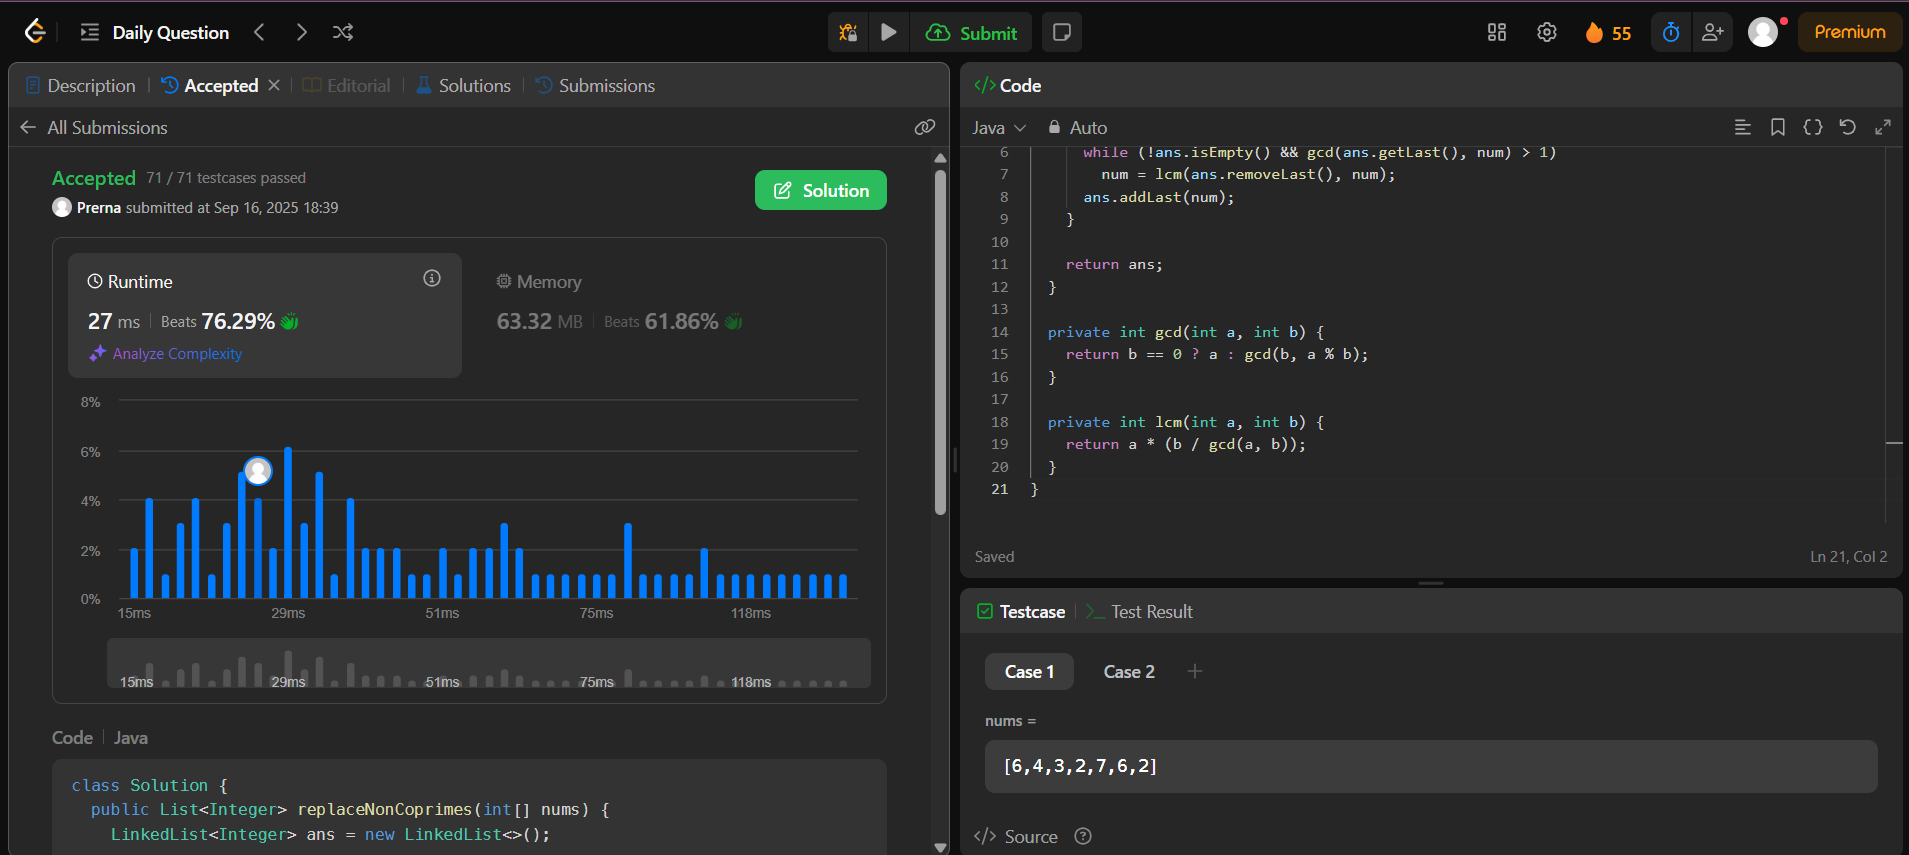 Daily Question
Submit
55
Premium
Description
Accepted
Editorial
Solutions
Submissions
All Submissions
Accepted 71 / 71 testcases passed
Prerna submitted at Sep 16, 2025 18:39
Solution
Runtime
27 ms Beats 76.29%
Analyze Complexity
Memory
63.32 MB Beats 61.86%
8%
6%
4%
2%
0%
15ms 29ms 51ms 75ms 118ms
15ms 29ms 51ms 75ms 118ms
Code Java
class Solution {
public List<Integer> replaceNonCoprimes(int[] nums) {
LinkedList<Integer> ans = new LinkedList<>();
</> Code
Java Auto
6 while (!ans.isEmpty() && gcd(ans.getLast(), num) > 1)
7 num = lcm(ans.removeLast(), num);
8 ans.addLast(num);
9 }
10
11 return ans;
12 }
13
14 private int gcd(int a, int b) {
15 return b == 0 ? a : gcd(b, a % b);
16 }
17
18 private int lcm(int a, int b) {
19 return a * (b / gcd(a, b));
20 }
21 }
Saved Ln 21, Col 2
Testcase >_ Test Result
Case 1 Case 2 +
nums =
[6,4,3,2,7,6,2]
</> Source ?